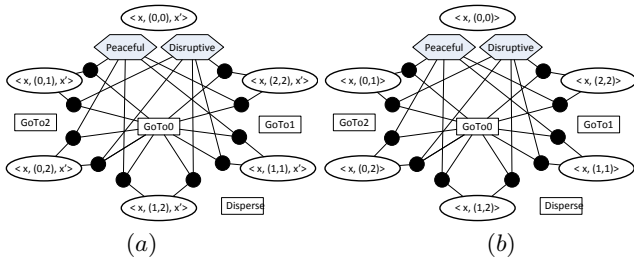 < x, (0,0), x'>
Peaceful
Disruptive
< x, (0,1), x'>
< x, (2,2), x'>
GoTo2
GoTo0
GoTo1
< x, (0,2), x'>
< x, (1,1), x'>
< x, (1,2), x'>
Disperse
(a)
< x, (0,0)>
Peaceful
Disruptive
< x, (0,1)>
< x, (2,2)>
GoTo2
GoTo0
GoTo1
< x, (0,2)>
< x, (1,1)>
< x, (1,2)>
Disperse
(b)